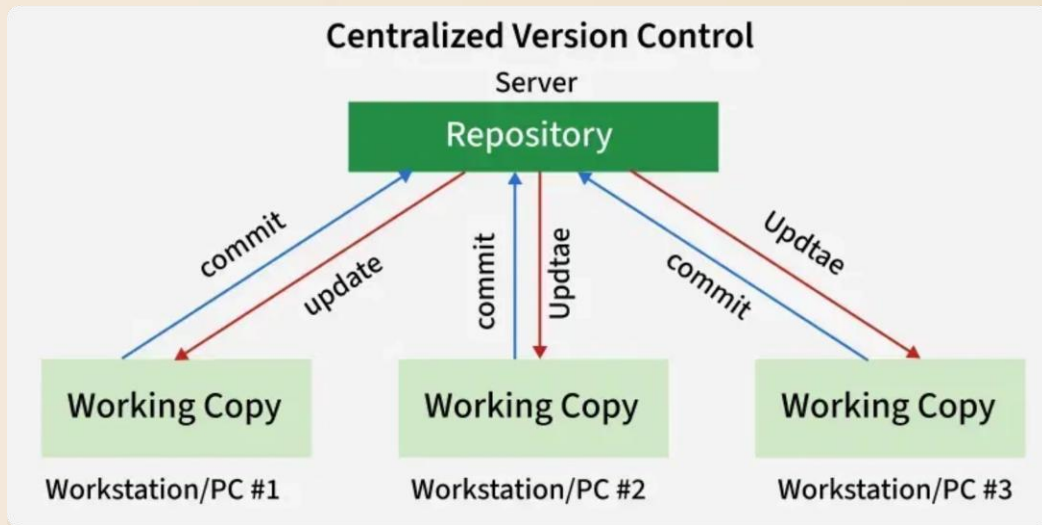 Centralized Version Control
Server
Repository
commit
update
commit
Updtae
commit
Updtae
Working Copy
Working Copy
Working Copy
Workstation/PC #1
Workstation/PC #2
Workstation/PC #3